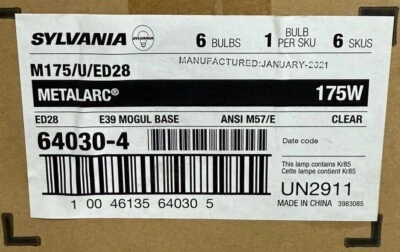 SYLVANIA 6 BULBS 1 BULB PER SKU 6 SKUS
MANUFACTURED:JANUARY-2021
M175/U/ED28
METALARC® 175W
ED28 E39 MOGUL BASE ANSI M57/E CLEAR
64030-4 Date code
This lamp contains Kr85
Cette lampe contient Kr85
UN2911
MADE IN CHINA 3983085
1 00 46135 64030 5